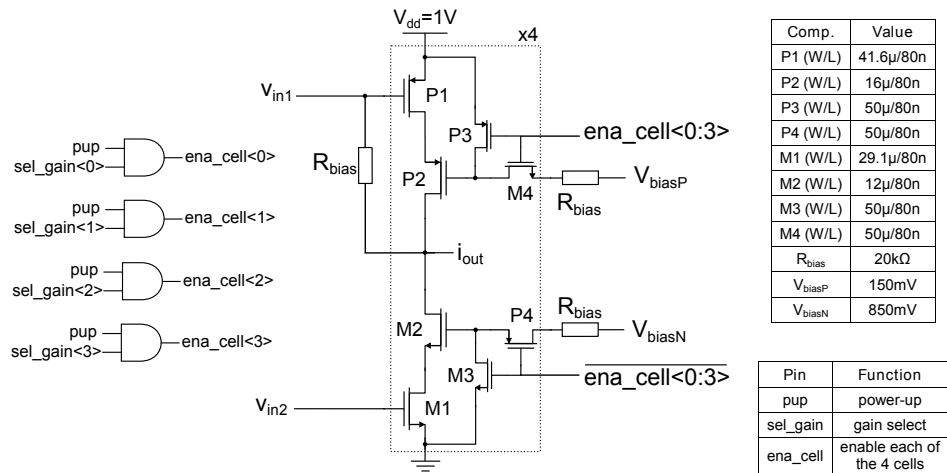 V_dd=1V
x4
v_in1
P1
P3
ena_cell<0:3>
R_bias
P2
M4
R_bias
V_biasP
i_out
M2
P4
R_bias
V_biasN
M3
ena_cell<0:3>
v_in2
M1
pup
sel_gain<0>
ena_cell<0>
pup
sel_gain<1>
ena_cell<1>
pup
sel_gain<2>
ena_cell<2>
pup
sel_gain<3>
ena_cell<3>
Comp. Value
P1 (W/L) 41.6μ/80n
P2 (W/L) 16μ/80n
P3 (W/L) 50μ/80n
P4 (W/L) 50μ/80n
M1 (W/L) 29.1μ/80n
M2 (W/L) 12μ/80n
M3 (W/L) 50μ/80n
M4 (W/L) 50μ/80n
R_bias 20kΩ
V_biasP 150mV
V_biasN 850mV
Pin Function
pup power-up
sel_gain gain select
ena_cell enable each of
the 4 cells